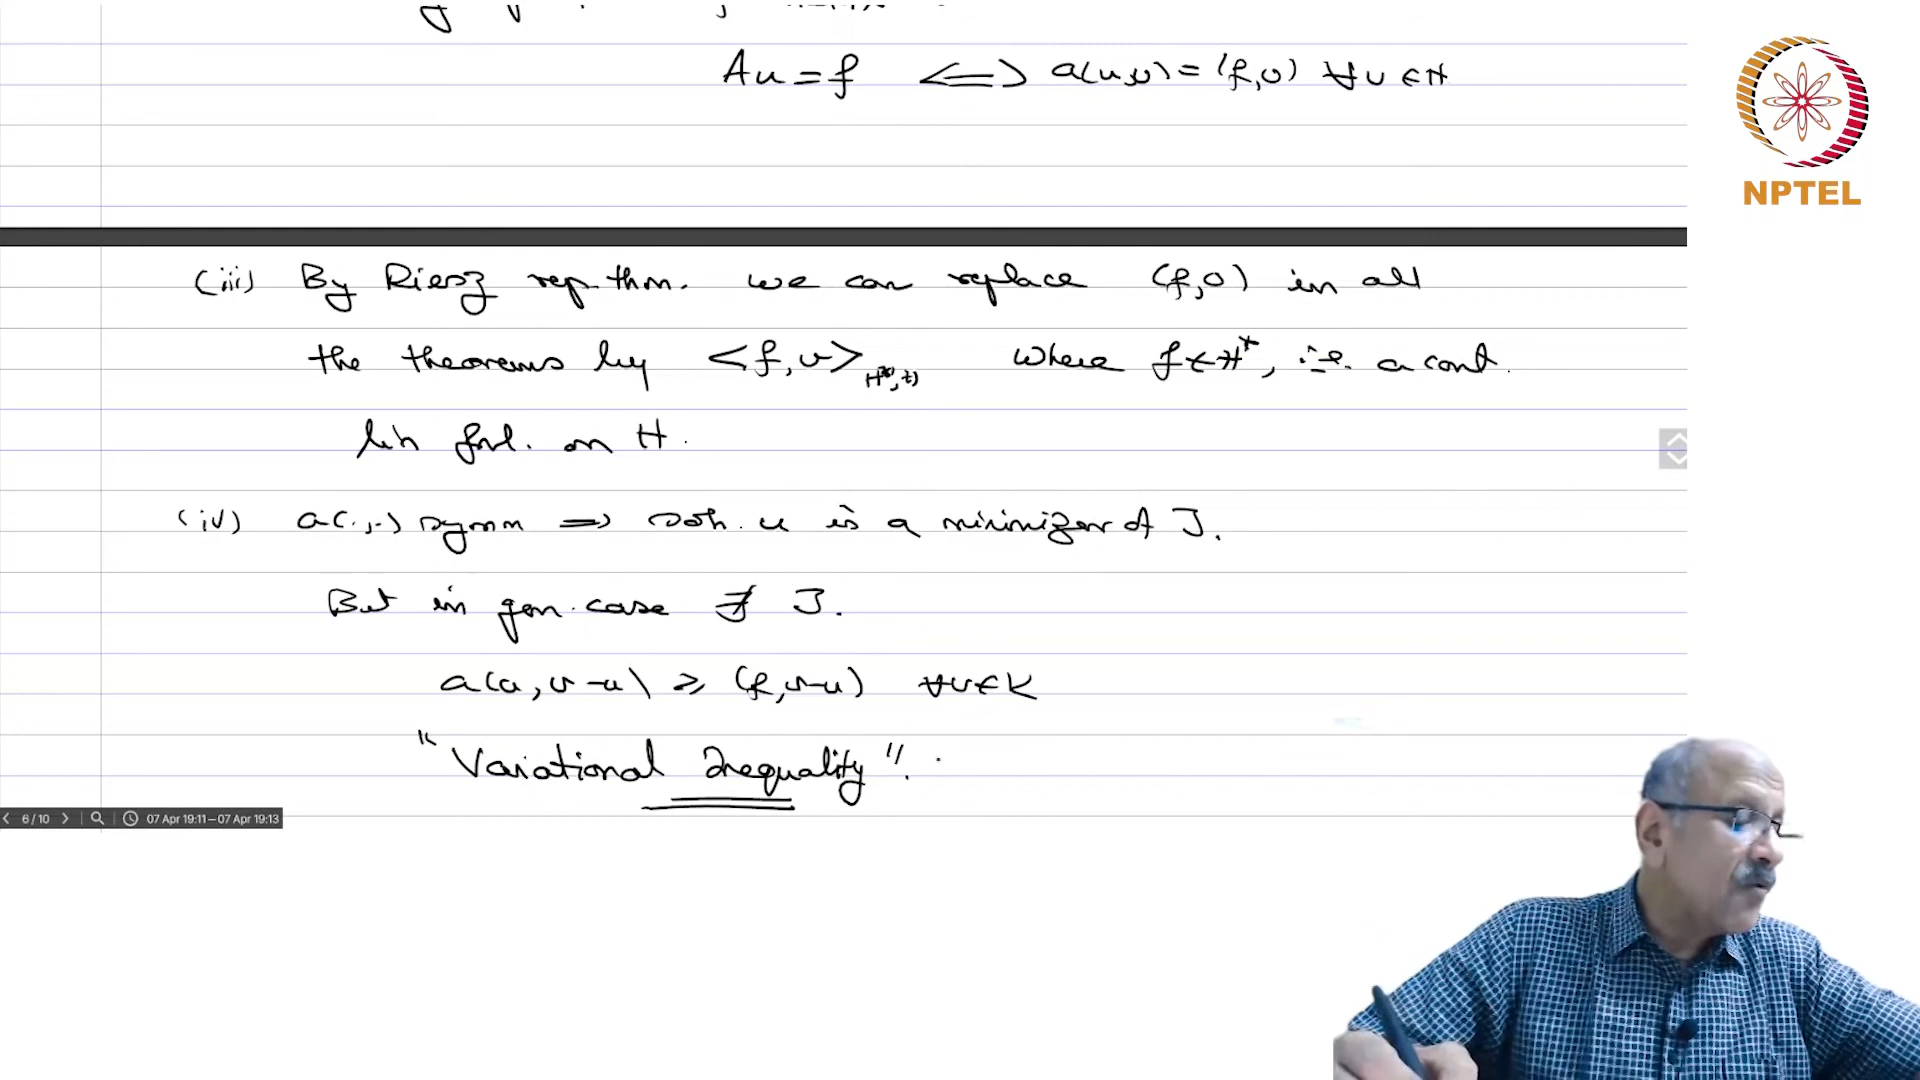 Au = f ⟺ a(u,v) = (f,v) ∀ v ∈ H
NPTEL
(iii) By Riesz rep. thm. we can replace (f,v) in all
the theorems by <f,v>_{H*,H} where f ∈ H*, i.e. a cont.
lin fnl. on H.
(iv) a(.,.) symm ⟹ soln. u is a minimizer of J.
But in gen. case ∄ J.
a(u, v-u) ≥ (f, v-u) ∀ v ∈ K
"Variational Inequality".
6 / 10 07 Apr 19:11 – 07 Apr 19:13